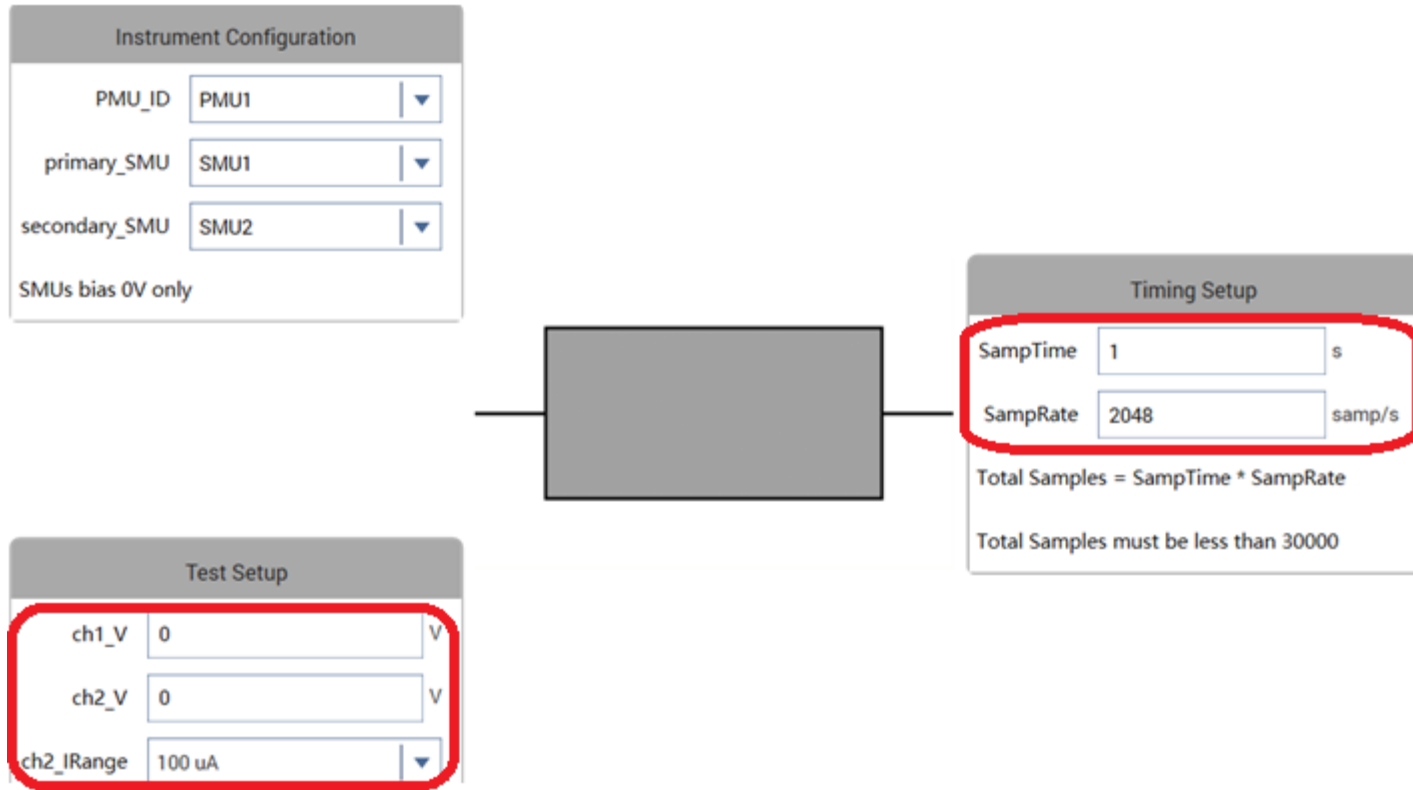 Instrument Configuration
PMU_ID PMU1
primary_SMU SMU1
secondary_SMU SMU2
SMUs bias 0V only
Timing Setup
SampTime 1 s
SampRate 2048 samp/s
Total Samples = SampTime * SampRate
Total Samples must be less than 30000
Test Setup
ch1_V 0 V
ch2_V 0 V
ch2_IRange 100 uA